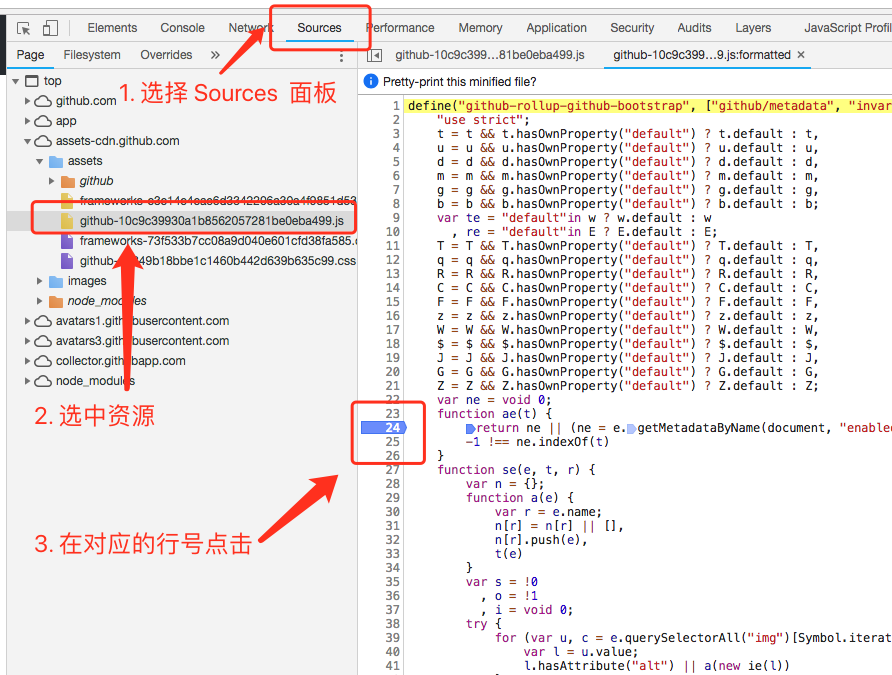 Elements Console Network Sources Performance Memory Application Security Audits Layers JavaScript Profil
Page Filesystem Overrides » github-10c9c399...81be0eba499.js github-10c9c399...9.js:formatted ×
Pretty-print this minified file?
top
github.com
app
assets-cdn.github.com
assets
github
github-10c9c39930a1b8562057281be0eba499.js
frameworks-73f533b7cc08a9d040e601cfd38fa585.c
images
node_modules
avatars1.githubusercontent.com
avatars3.githubusercontent.com
collector.githubapp.com
node_modules
1. 选择 Sources 面板
2. 选中资源
3. 在对应的行号点击
1 define("github-rollup-github-bootstrap", ["github/metadata", "invar
2 "use strict";
3 t = t && t.hasOwnProperty("default") ? t.default : t,
4 u = u && u.hasOwnProperty("default") ? u.default : u,
5 d = d && d.hasOwnProperty("default") ? d.default : d,
6 m = m && m.hasOwnProperty("default") ? m.default : m,
7 g = g && g.hasOwnProperty("default") ? g.default : g,
8 b = b && b.hasOwnProperty("default") ? b.default : b;
9 var te = "default"in w ? w.default : w
10 , re = "default"in E ? E.default : E;
11 T = T && T.hasOwnProperty("default") ? T.default : T,
12 q = q && q.hasOwnProperty("default") ? q.default : q,
13 R = R && R.hasOwnProperty("default") ? R.default : R,
14 C = C && C.hasOwnProperty("default") ? C.default : C,
15 F = F && F.hasOwnProperty("default") ? F.default : F,
16 z = z && z.hasOwnProperty("default") ? z.default : z,
17 W = W && W.hasOwnProperty("default") ? W.default : W,
18 $ = $ && $.hasOwnProperty("default") ? $.default : $,
19 J = J && J.hasOwnProperty("default") ? J.default : J,
20 G = G && G.hasOwnProperty("default") ? G.default : G,
21 Z = Z && Z.hasOwnProperty("default") ? Z.default : Z;
22 var ne = void 0;
23 function ae(t) {
24 return ne || (ne = e.getMetadataByName(document, "enabled
25 -1 !== ne.indexOf(t)
26 }
27 function se(e, t, r) {
28 var n = {};
29 function a(e) {
30 var r = e.name;
31 n[r] = n[r] || [],
32 n[r].push(e),
33 t(e)
34 }
35 var s = !0
36 , o = !1
37 , i = void 0;
38 try {
39 for (var u, c = e.querySelectorAll("img")[Symbol.iterat
40 var l = u.value;
41 l.hasAttribute("alt") || a(new ie(l))